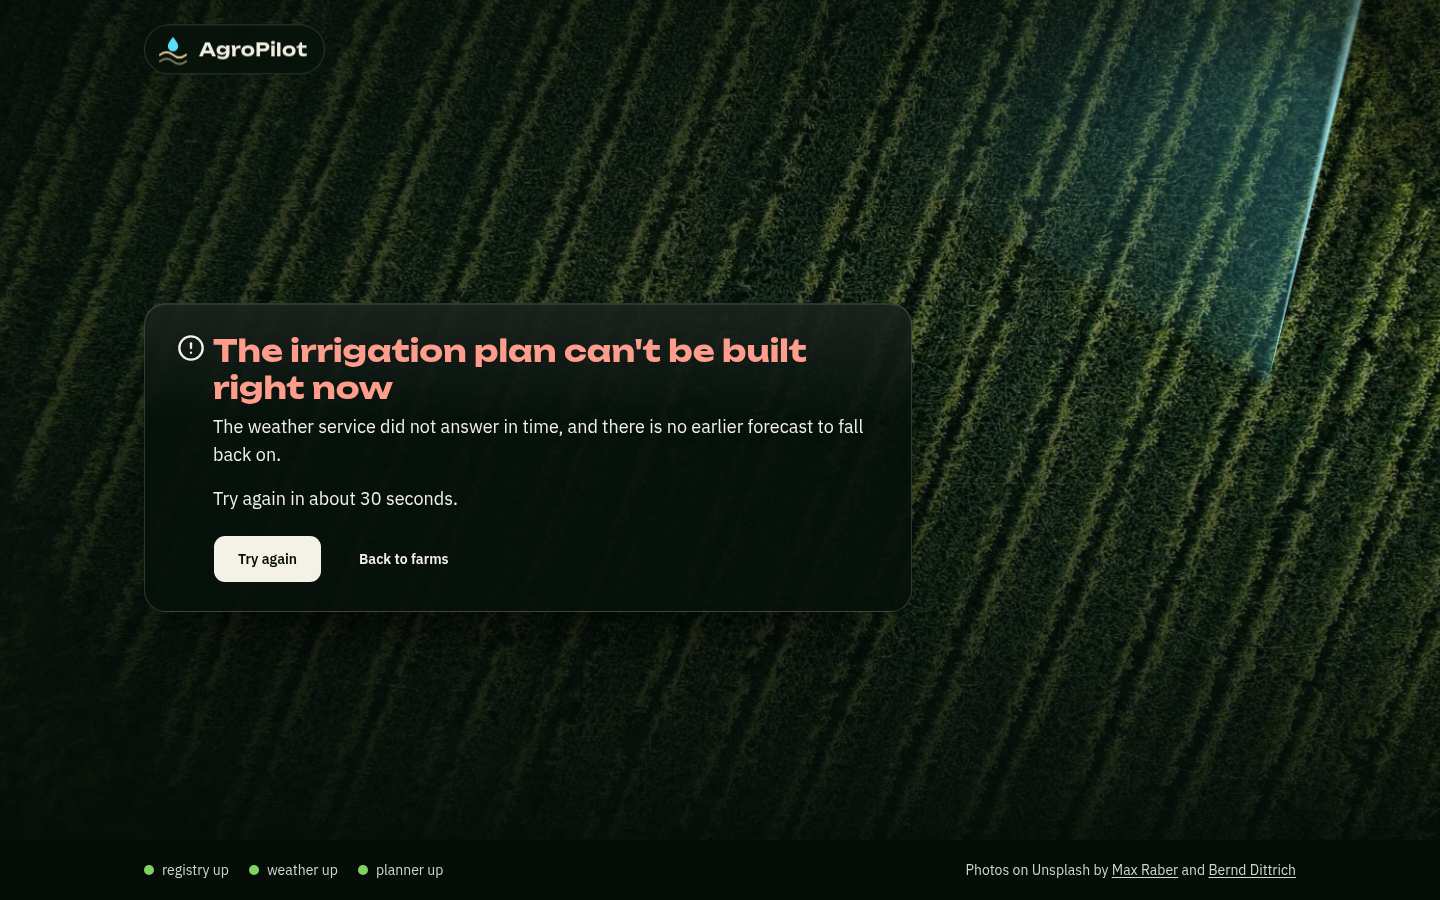 AgroPilot
The irrigation plan can't be built
right now
The weather service did not answer in time, and there is no earlier forecast to fall
back on.
Try again in about 30 seconds.
Try again
Back to farms
registry up
weather up
planner up
Photos on Unsplash by Max Raber and Bernd Dittrich